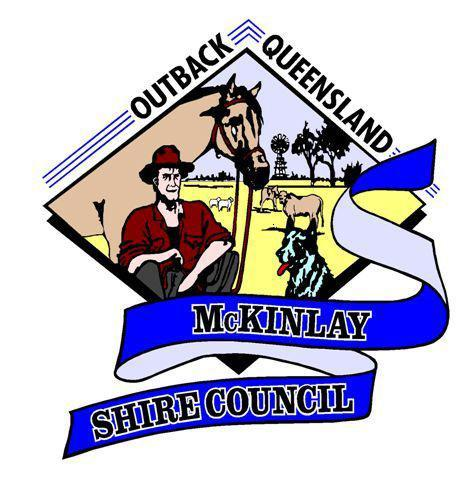 OUTBACK QUEENSLAND
McKINLAY
SHIRE COUNCIL